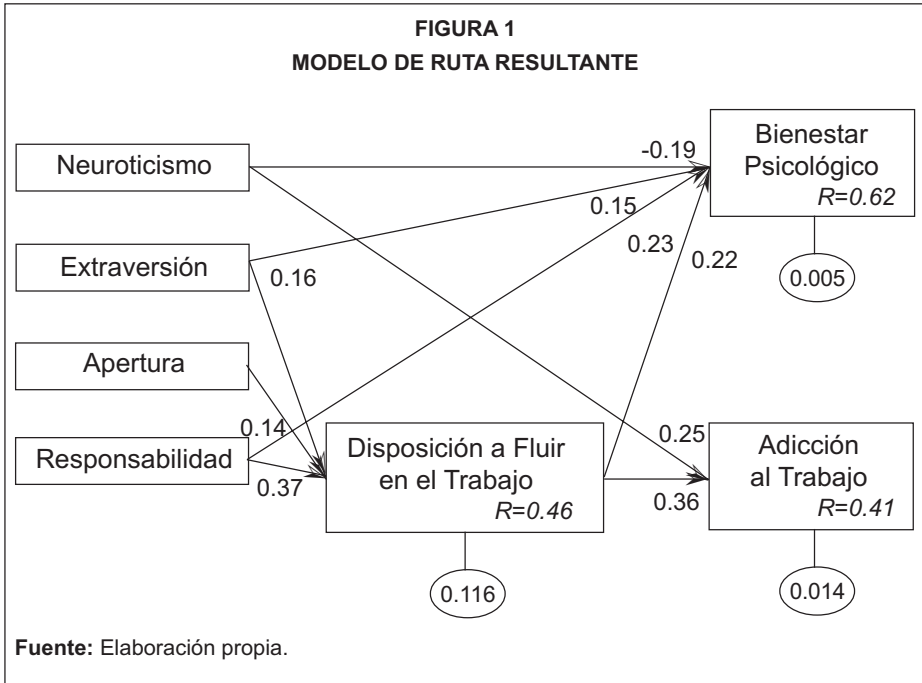 FIGURA 1
MODELO DE RUTA RESULTANTE
Neuroticismo
Extraversión
Apertura
Responsabilidad
-0.19
0.15
0.23
0.22
0.16
0.14
0.37
0.25
0.36
Bienestar
Psicológico
R=0.62
0.005
Disposición a Fluir
en el Trabajo
R=0.46
0.116
Adicción
al Trabajo
R=0.41
0.014
Fuente: Elaboración propia.